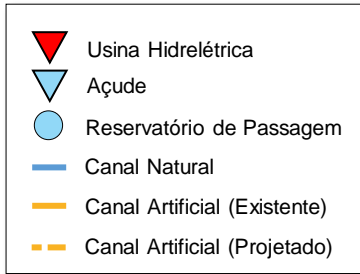 Usina Hidrelétrica
Açude
Reservatório de Passagem
Canal Natural
Canal Artificial (Existente)
Canal Artificial (Projetado)